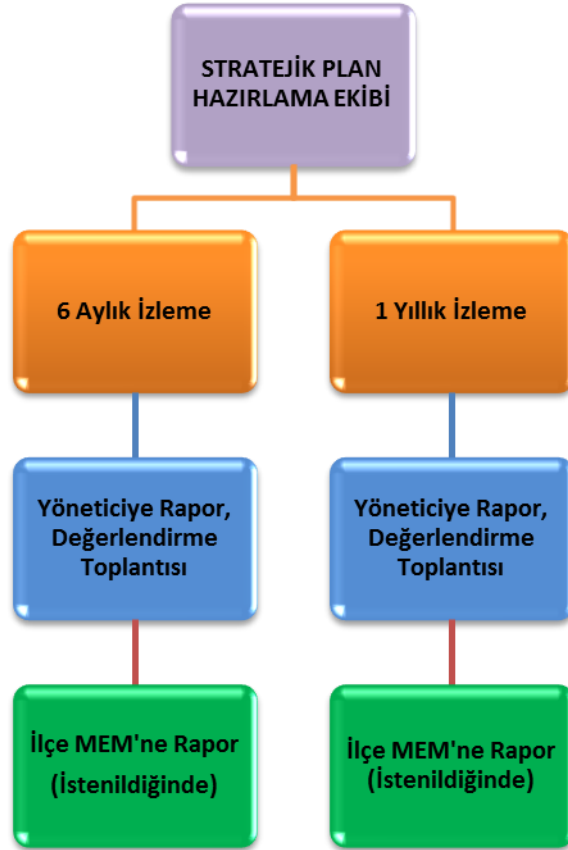 STRATEJİK PLAN
HAZIRLAMA EKİBİ
6 Aylık İzleme
1 Yıllık İzleme
Yöneticiye Rapor,
Değerlendirme
Toplantısı
Yöneticiye Rapor,
Değerlendirme
Toplantısı
İlçe MEM'ne Rapor
(İstenildiğinde)
İlçe MEM'ne Rapor
(İstenildiğinde)